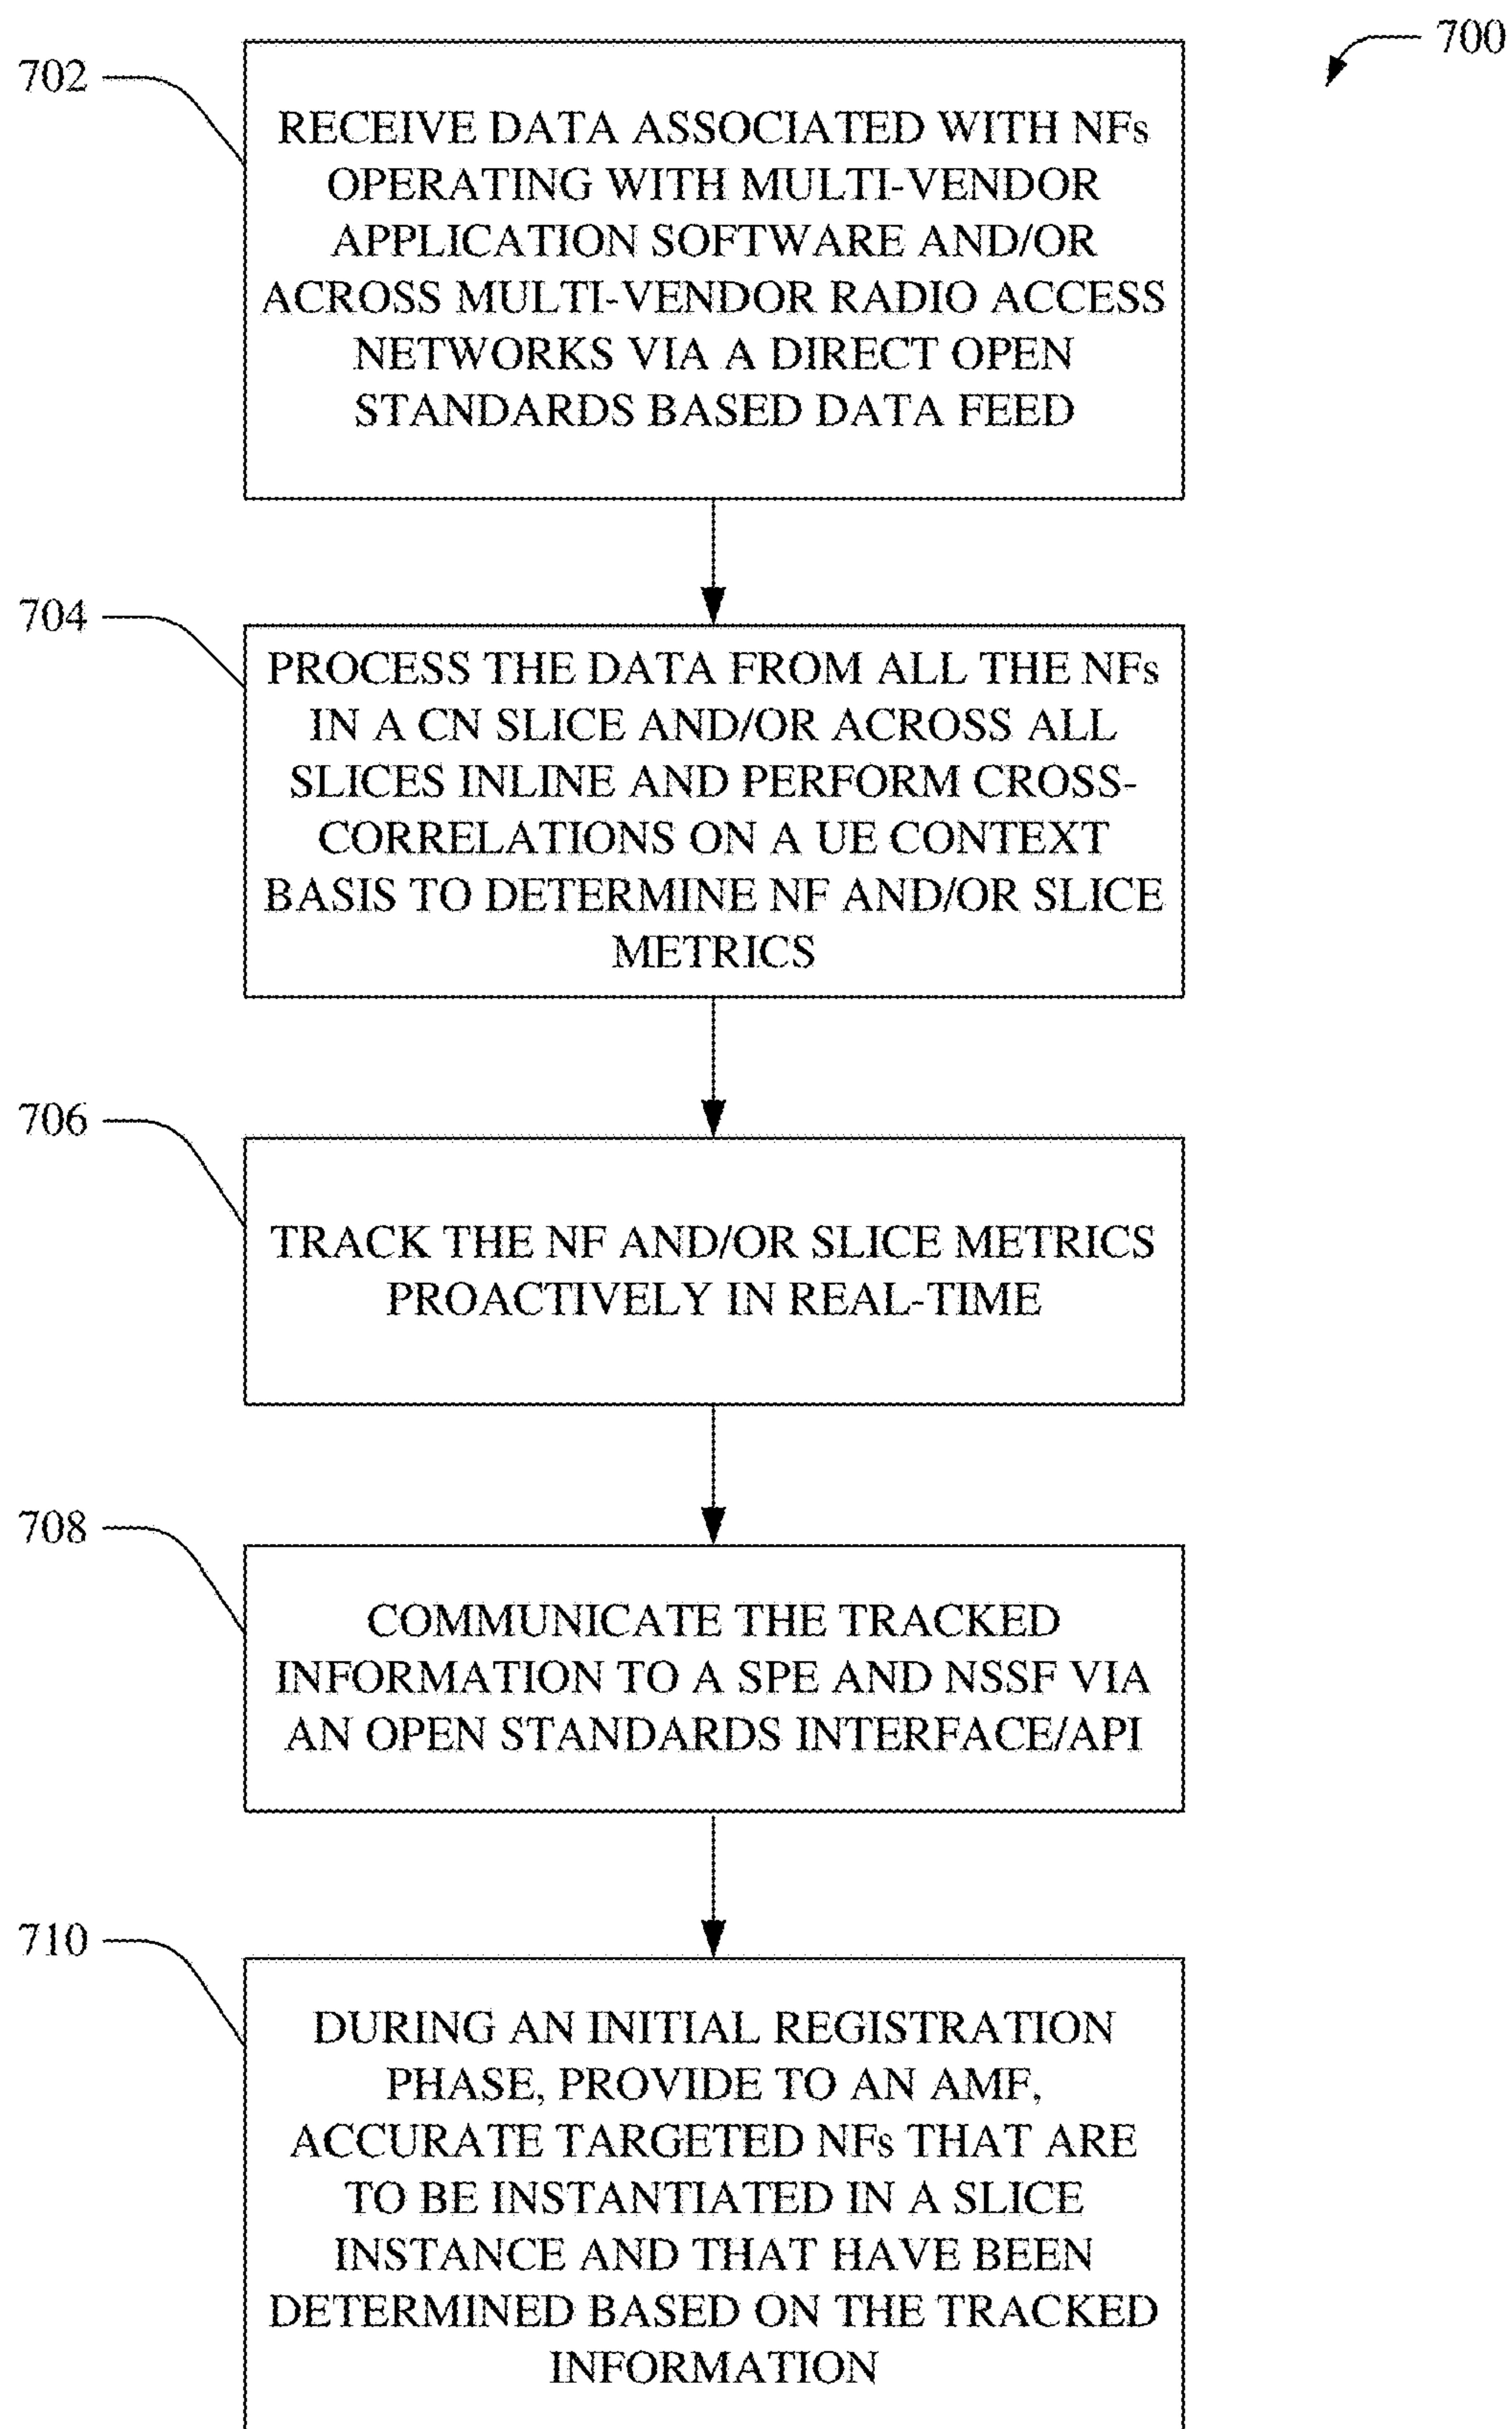 700
702
RECEIVE DATA ASSOCIATED WITH NFs
OPERATING WITH MULTI-VENDOR
APPLICATION SOFTWARE AND/OR
ACROSS MULTI-VENDOR RADIO ACCESS
NETWORKS VIA A DIRECT OPEN
STANDARDS BASED DATA FEED
704
PROCESS THE DATA FROM ALL THE NFs
IN A CN SLICE AND/OR ACROSS ALL
SLICES INLINE AND PERFORM CROSS-
CORRELATIONS ON A UE CONTEXT
BASIS TO DETERMINE NF AND/OR SLICE
METRICS
706
TRACK THE NF AND/OR SLICE METRICS
PROACTIVELY IN REAL-TIME
708
COMMUNICATE THE TRACKED
INFORMATION TO A SPE AND NSSF VIA
AN OPEN STANDARDS INTERFACE/API
710
DURING AN INITIAL REGISTRATION
PHASE, PROVIDE TO AN AMF,
ACCURATE TARGETED NFs THAT ARE
TO BE INSTANTIATED IN A SLICE
INSTANCE AND THAT HAVE BEEN
DETERMINED BASED ON THE TRACKED
INFORMATION